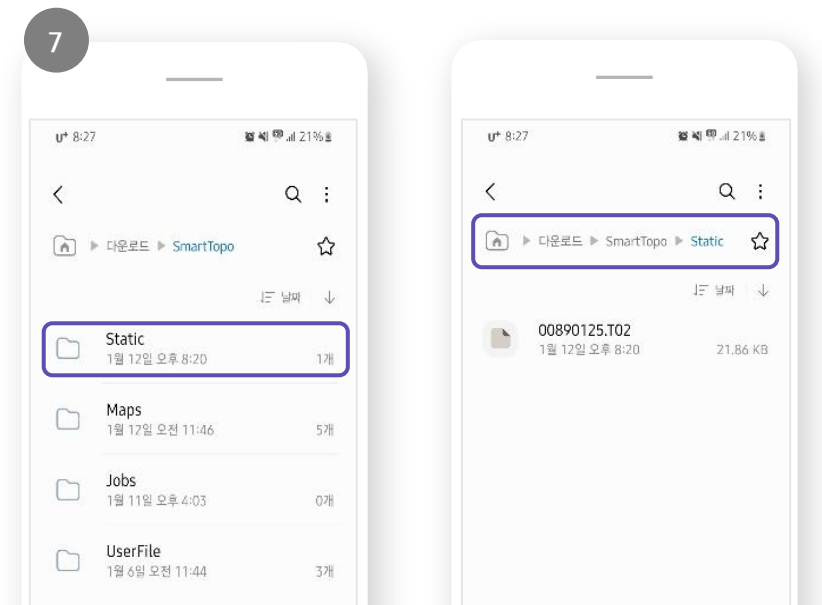 7
U+ 8:27
21%
다운로드 ▶ SmartTopo
날짜
Static
1월 12일 오후 8:20
1개
Maps
1월 12일 오전 11:46
5개
Jobs
1월 11일 오후 4:03
0개
UserFile
1월 6일 오전 11:44
3개
U+ 8:27
21%
다운로드 ▶ SmartTopo ▶ Static
날짜
00890125.T02
1월 12일 오후 8:20
21.86 KB